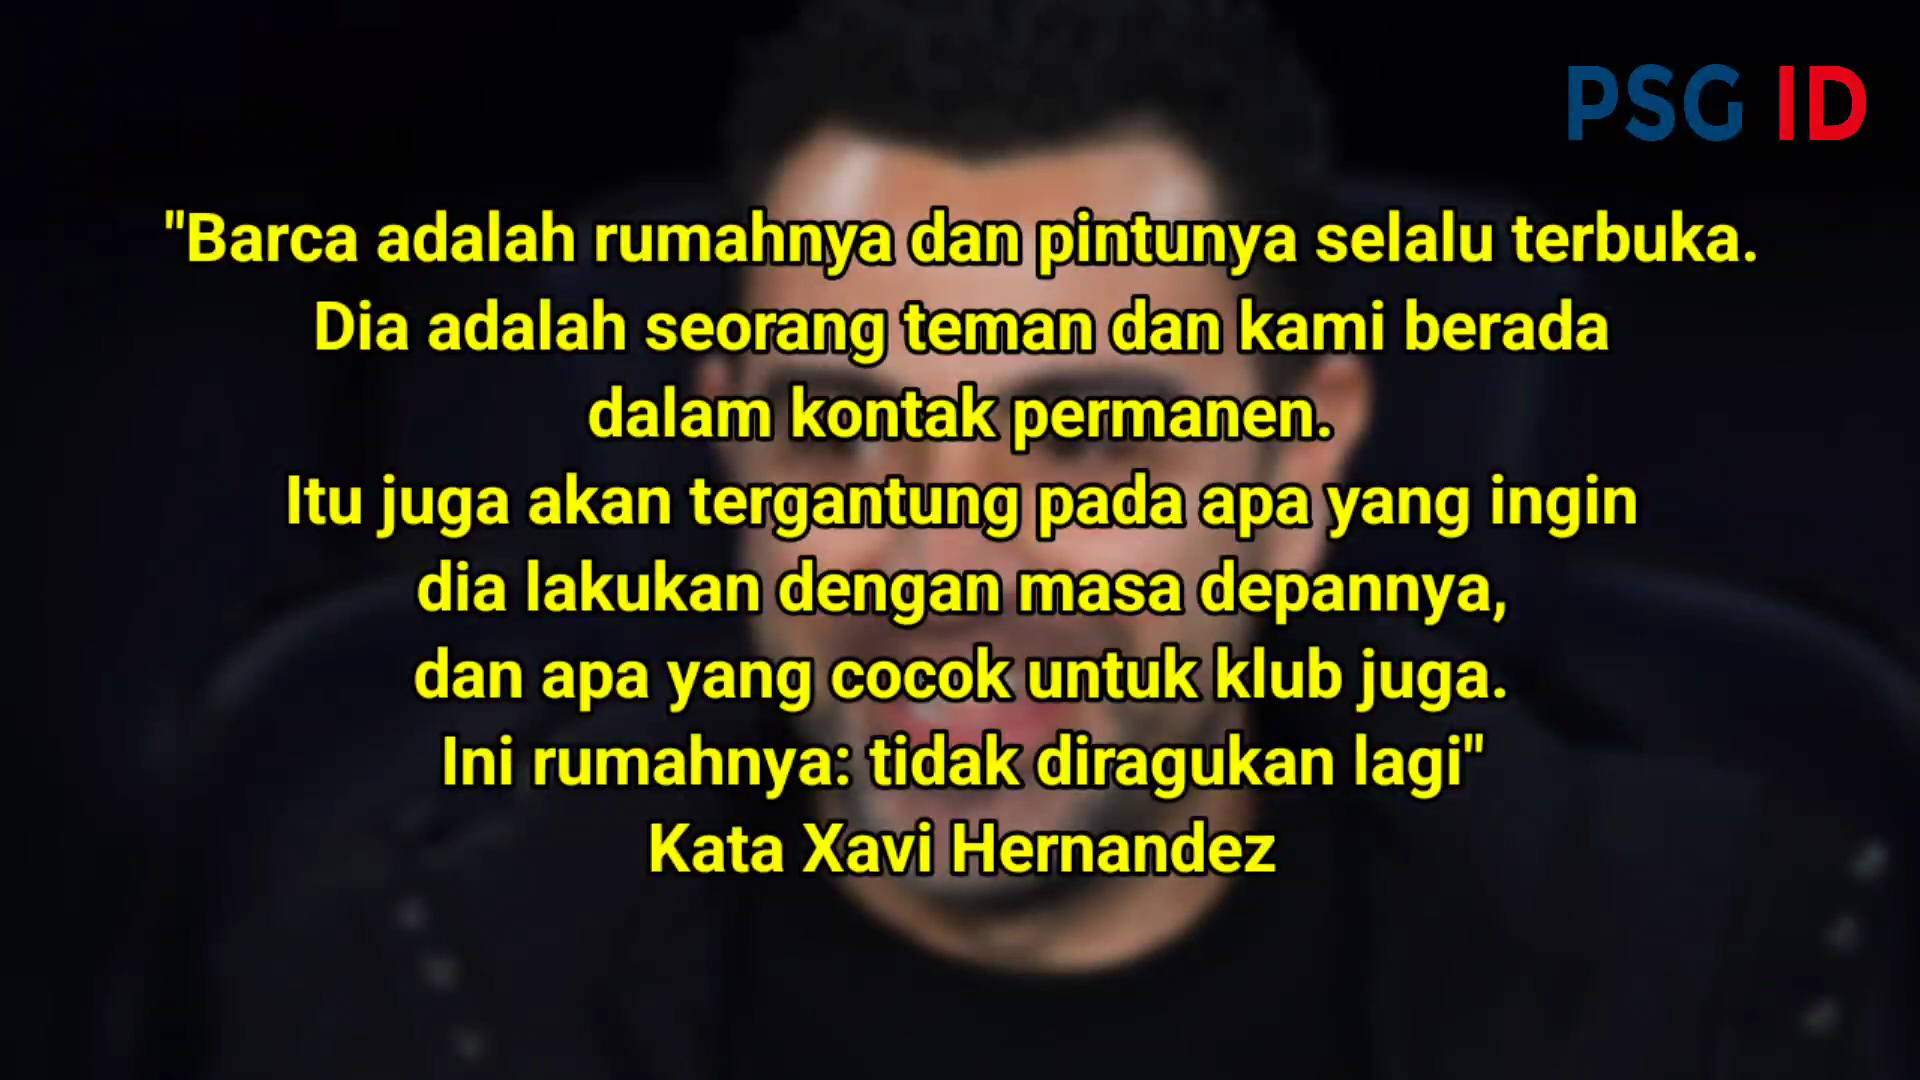 PSG ID
"Barca adalah rumahnya dan pintunya selalu terbuka.
Dia adalah seorang teman dan kami berada
dalam kontak permanen.
Itu juga akan tergantung pada apa yang ingin
dia lakukan dengan masa depannya,
dan apa yang cocok untuk klub juga.
Ini rumahnya: tidak diragukan lagi"
Kata Xavi Hernandez